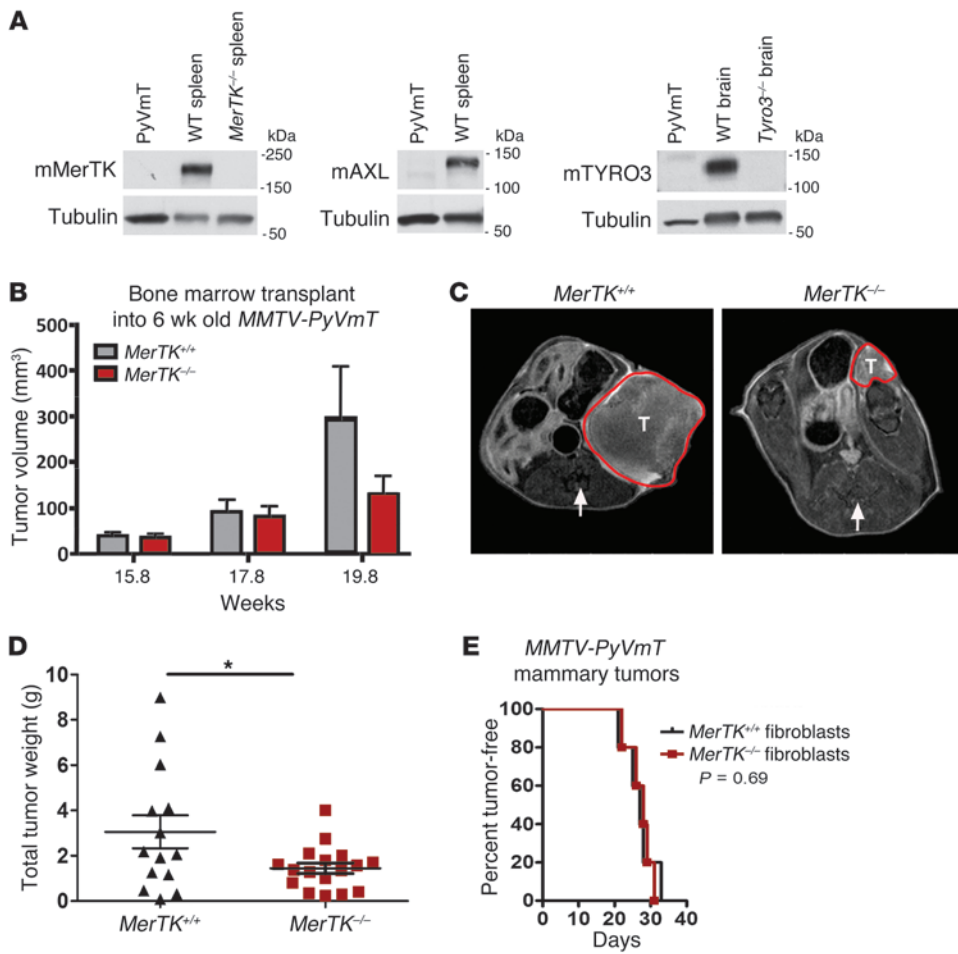 A
PyVmT
WT spleen
MerTK–/– spleen
kDa
mMerTK
-250
-150
Tubulin
- 50
PyVmT
WT spleen
kDa
mAXL
- 150
- 100
Tubulin
- 50
PyVmT
WT brain
Tyro3–/– brain
kDa
mTYRO3
- 150
- 100
Tubulin
- 50
B
Bone marrow transplant
into 6 wk old MMTV-PyVmT
Tumor volume (mm³)
500
400
300
200
100
0
MerTK+/+
MerTK–/–
15.8 17.8 19.8
Weeks
C
MerTK+/+
MerTK–/–
T
T
D
Total tumor weight (g)
10
8
6
4
2
0
*
MerTK+/+ MerTK–/–
E
MMTV-PyVmT
mammary tumors
Percent tumor-free
100
80
60
40
20
0
MerTK+/+ fibroblasts
MerTK–/– fibroblasts
P = 0.69
0 10 20 30 40
Days